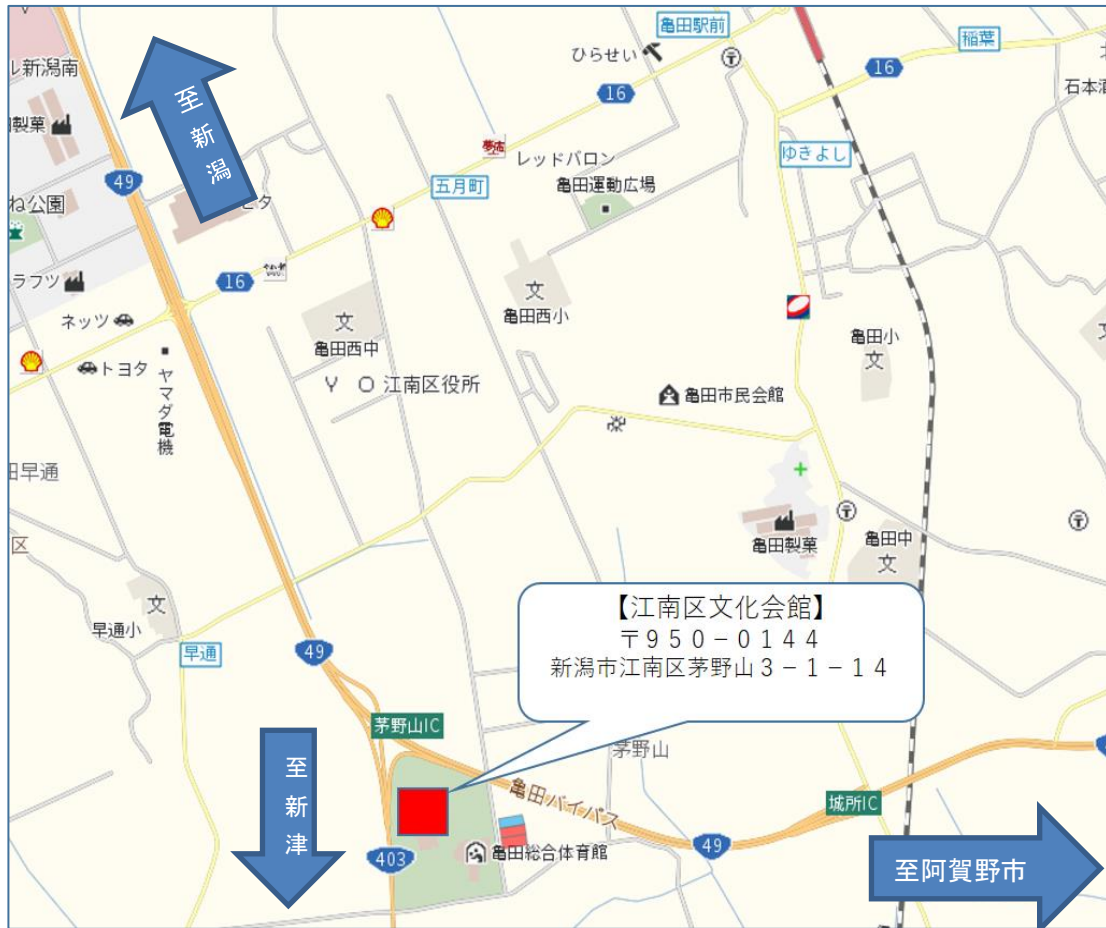 亀田駅前
稲葉
ひらせい
16
16
ル新潟南
至新潟
石本酒
製菓
49
夢市
レッドバロン
ゆきよし
五月町
亀田運動広場
ね公園
ピタ
ラフツ
16
文
亀田西小
ネッツ
文
亀田西中
亀田小
文
トヨタ
ヤマダ電機
江南区役所
亀田市民会館
田早通
亀田製菓
亀田中
文
区
文
早通小
早通
49
【江南区文化会館】
〒950-0144
新潟市江南区茅野山3-1-14
茅野山IC
茅野山
至新津
亀田バイパス
城所IC
403
亀田総合体育館
49
至阿賀野市